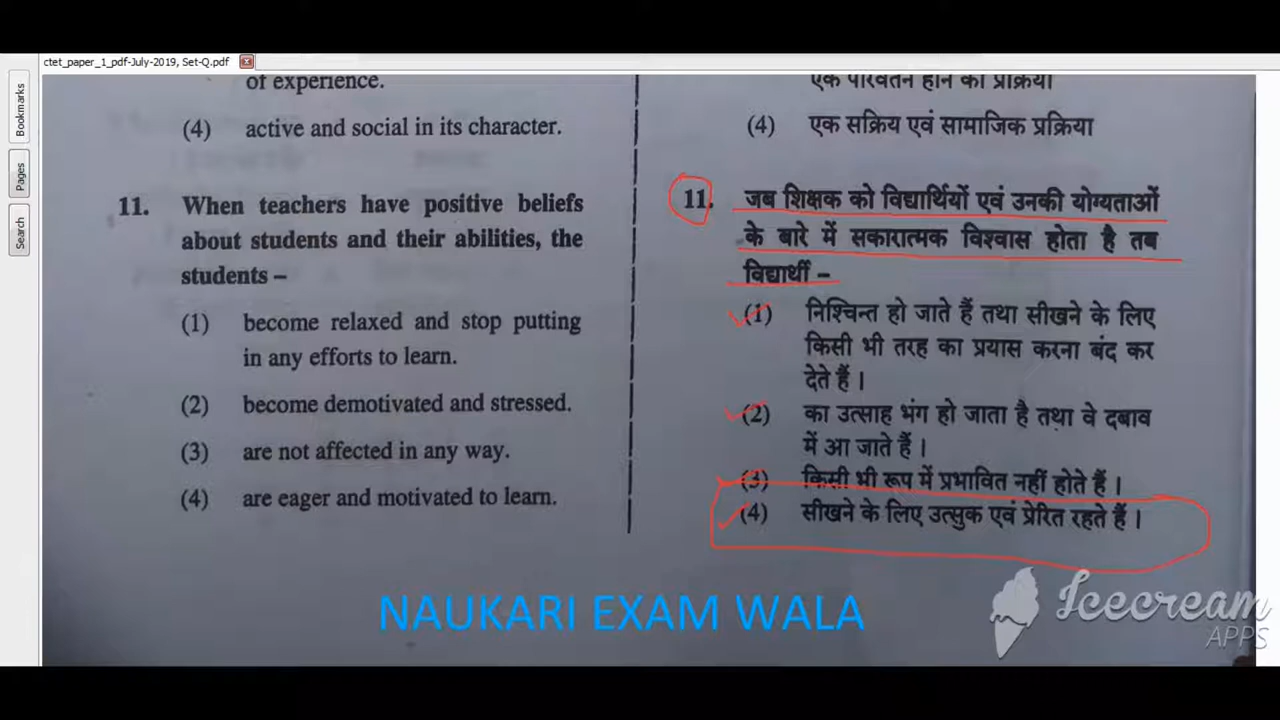 ctet_paper_1_pdf-July-2019, Set-Q.pdf
Bookmarks
Pages
Search
of experience.
(4) active and social in its character.
11. When teachers have positive beliefs
about students and their abilities, the
students –
(1) become relaxed and stop putting
in any efforts to learn.
(2) become demotivated and stressed.
(3) are not affected in any way.
(4) are eager and motivated to learn.
एक परिवर्तन होने की प्रक्रिया
(4) एक सक्रिय एवं सामाजिक प्रक्रिया
11. जब शिक्षक को विद्यार्थियों एवं उनकी योग्यताओं
के बारे में सकारात्मक विश्वास होता है तब
विद्यार्थी –
(1) निश्चिन्त हो जाते हैं तथा सीखने के लिए
किसी भी तरह का प्रयास करना बंद कर
देते हैं ।
(2) का उत्साह भंग हो जाता है तथा वे दबाव
में आ जाते हैं ।
(3) किसी भी रूप में प्रभावित नहीं होते हैं ।
(4) सीखने के लिए उत्सुक एवं प्रेरित रहते हैं ।
NAUKARI EXAM WALA
Icecream
APPS